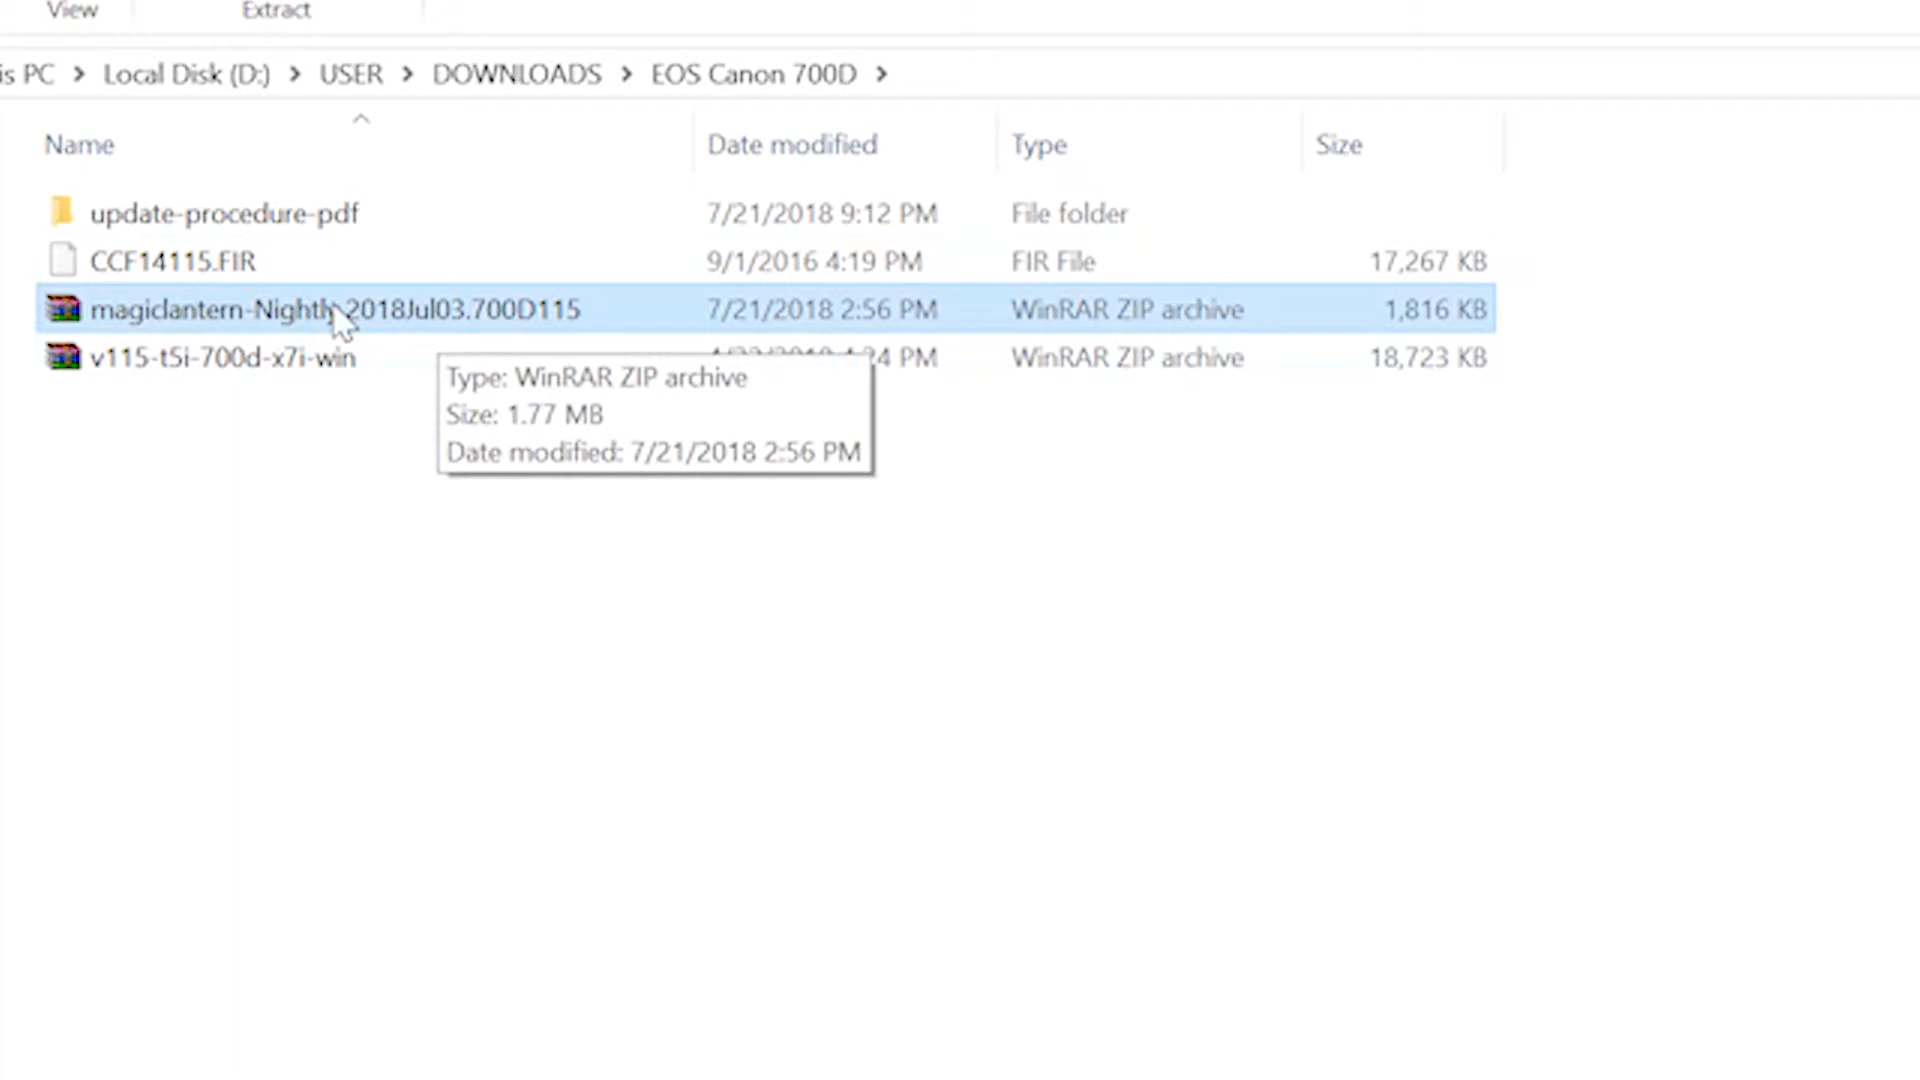 View Extract
is PC > Local Disk (D:) > USER > DOWNLOADS > EOS Canon 700D >
Name Date modified Type Size
update-procedure-pdf 7/21/2018 9:12 PM File folder
CCF14115.FIR 9/1/2016 4:19 PM FIR File 17,267 KB
magiclantern-Nightly.2018Jul03.700D115 7/21/2018 2:56 PM WinRAR ZIP archive 1,816 KB
v115-t5i-700d-x7i-win PM WinRAR ZIP archive 18,723 KB
Type: WinRAR ZIP archive
Size: 1.77 MB
Date modified: 7/21/2018 2:56 PM